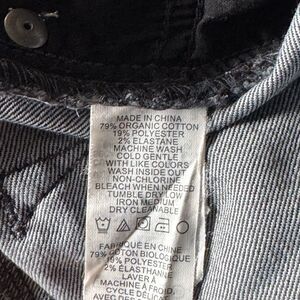 MADE IN CHINA
79% ORGANIC COTTON
19% POLYESTER
2% ELASTANE
MACHINE WASH
COLD GENTLE
WITH LIKE COLORS
WASH INSIDE OUT
NON-CHLORINE
BLEACH WHEN NEEDED
TUMBLE DRY LOW
IRON MEDIUM
DRY CLEANABLE
FABRIQUÉ EN CHINE
79% COTON BIOLOGIQUE
19% POLYESTER
2% ÉLASTHANNE
LAVER À
MACHINE À FROID,
CYCLE DÉLICAT
AVEC DES